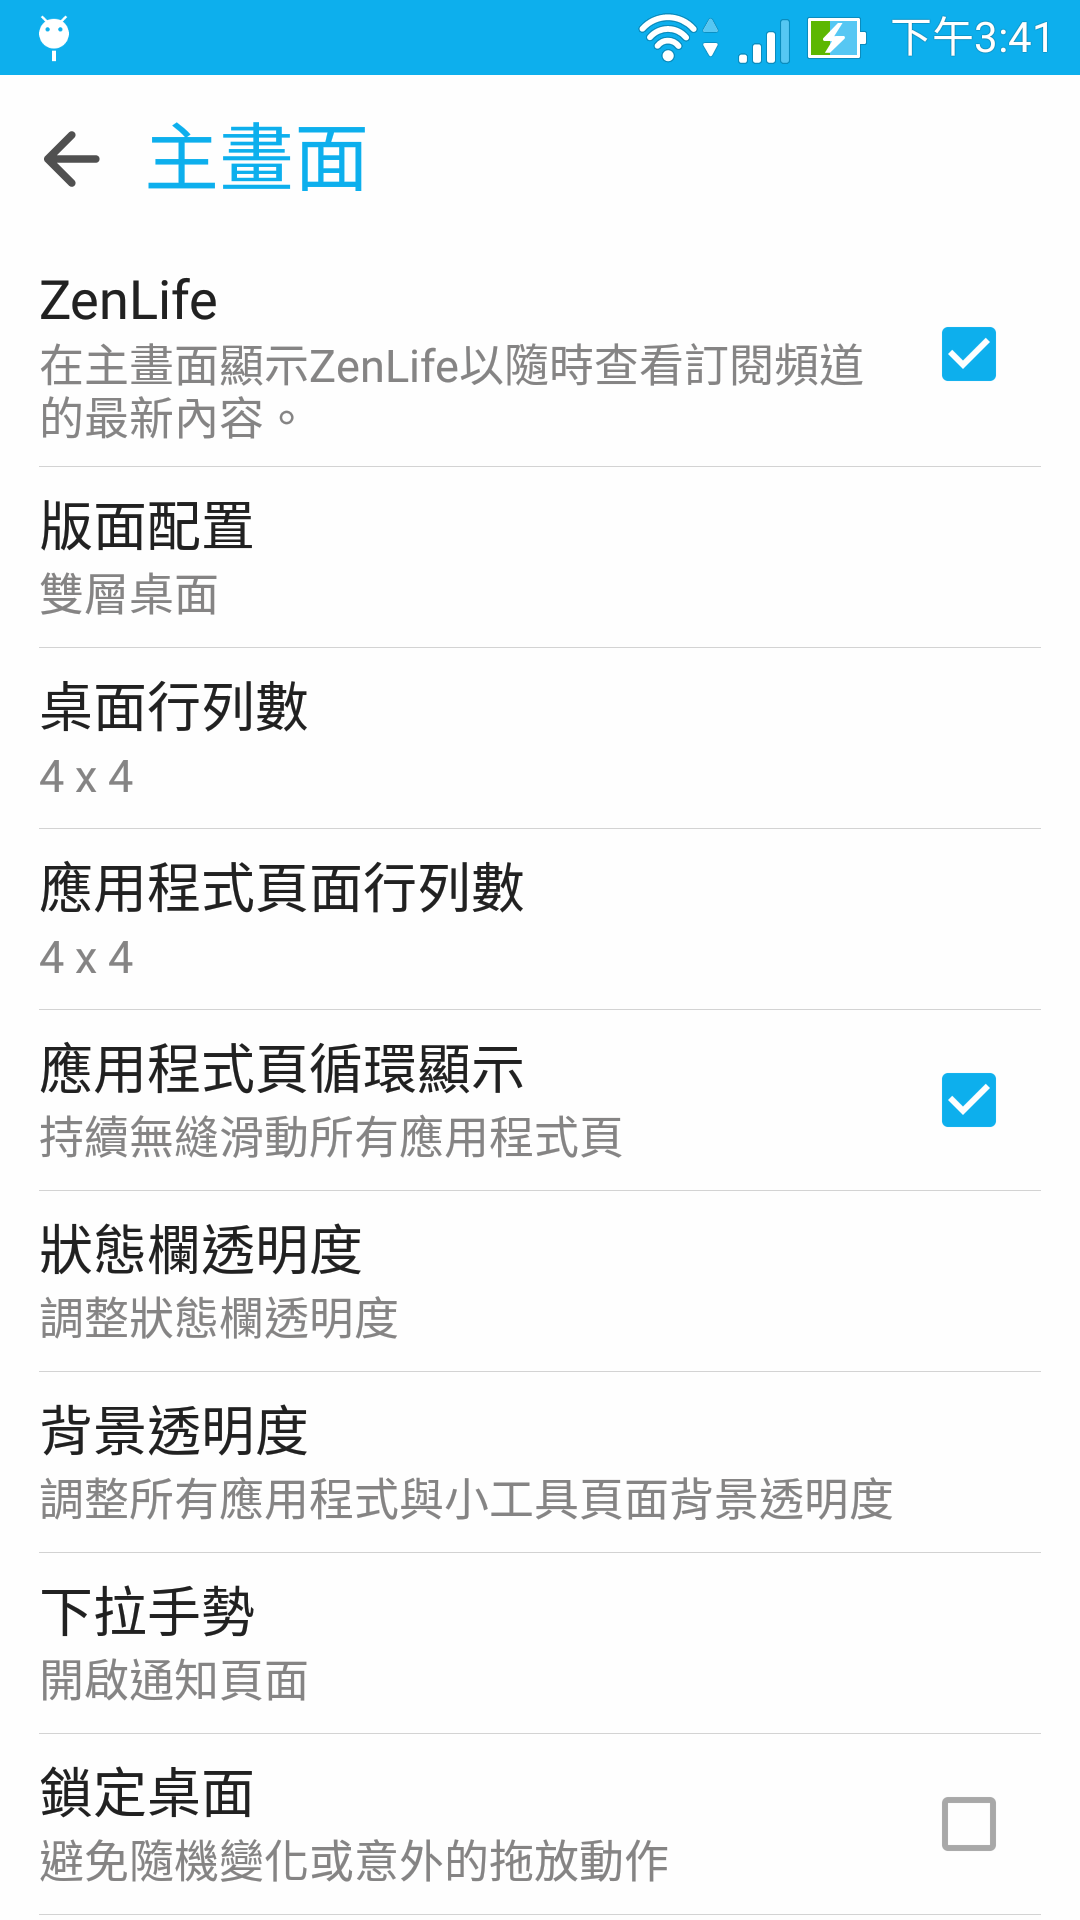 下午3:41
主畫面
ZenLife
在主畫面顯示ZenLife以隨時查看訂閱頻道
的最新內容。
版面配置
雙層桌面
桌面行列數
4 x 4
應用程式頁面行列數
4 x 4
應用程式頁循環顯示
持續無縫滑動所有應用程式頁
狀態欄透明度
調整狀態欄透明度
背景透明度
調整所有應用程式與小工具頁面背景透明度
下拉手勢
開啟通知頁面
鎖定桌面
避免隨機變化或意外的拖放動作